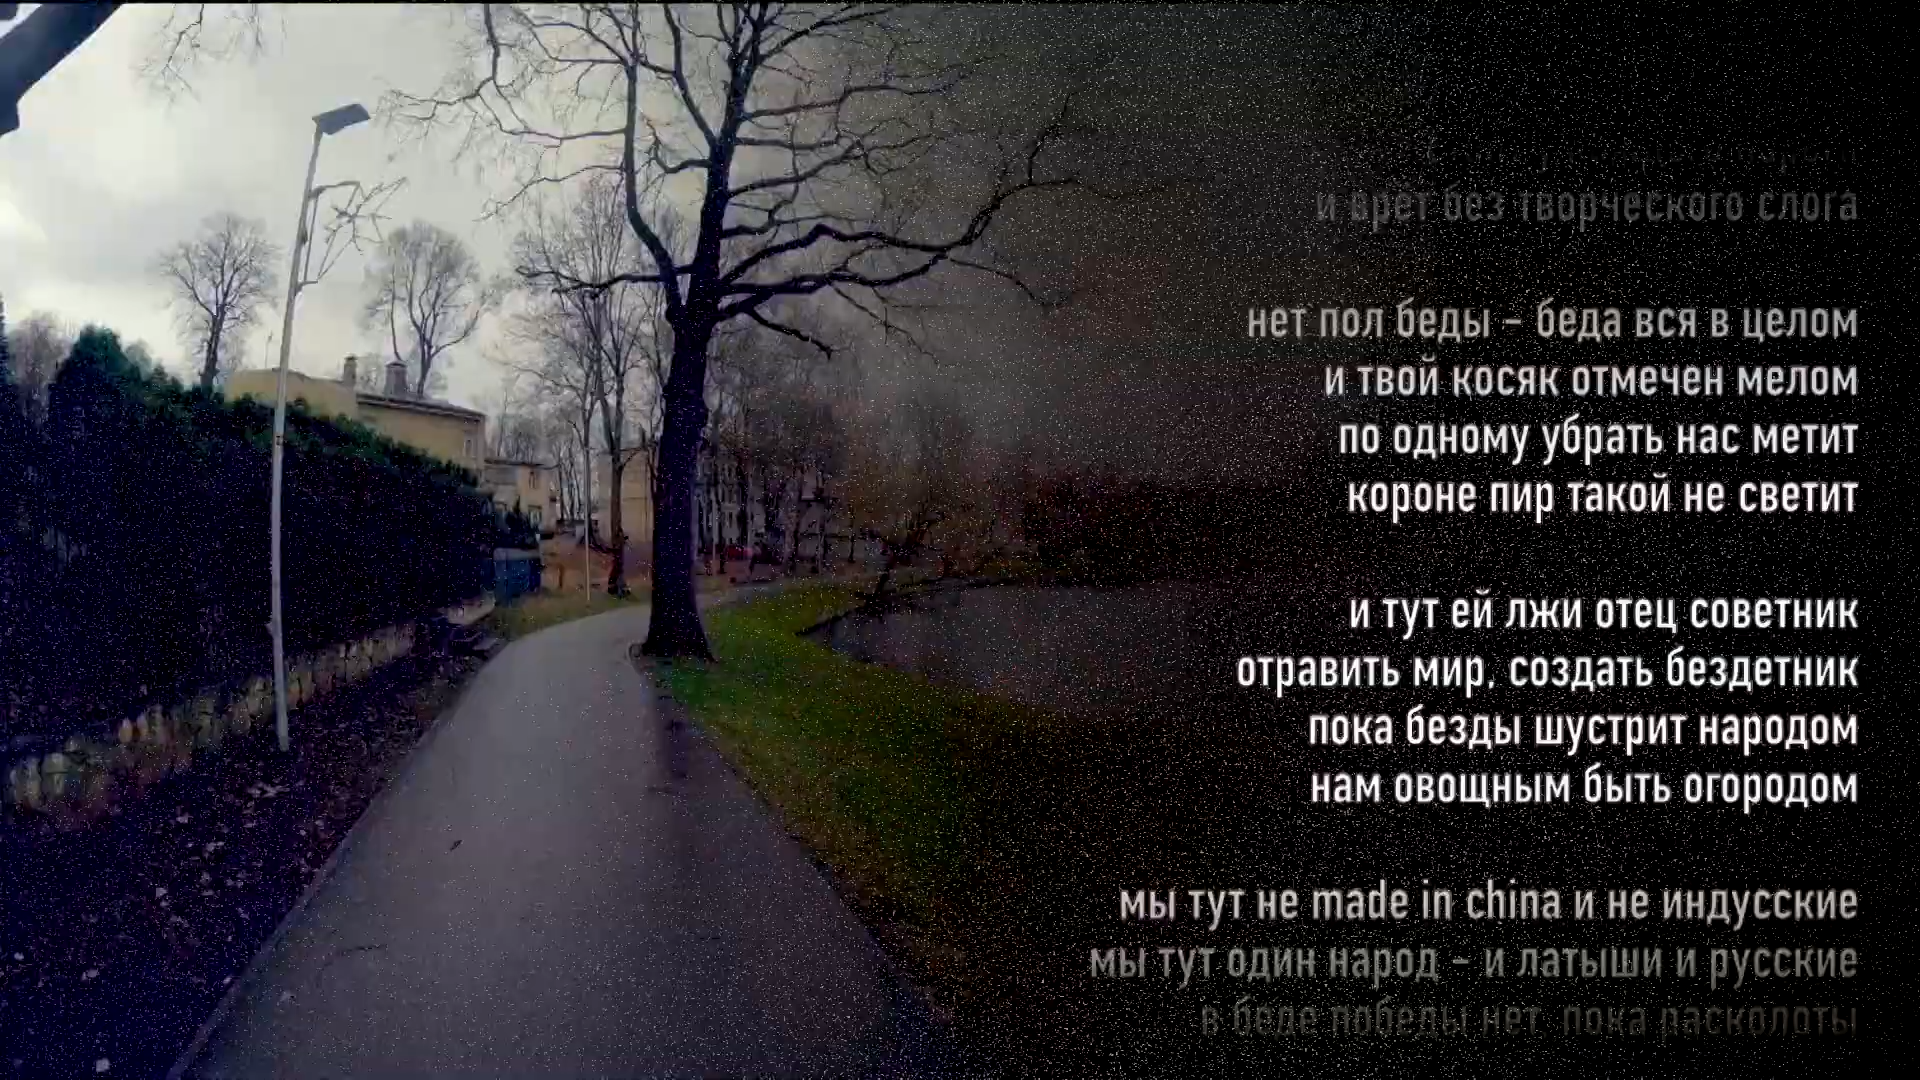 и врёт без творческого слога
нет пол беды – беда вся в целом
и твой косяк отмечен мелом
по одному убрать нас метит
короне пир такой не светит
и тут ей лжи отец советник
отравить мир, создать бездетник
пока безды шустрит народом
нам овощным быть огородом
мы тут не made in china и не индусские
мы тут один народ – и латыши и русские
в беде победы нет, пока расколоты